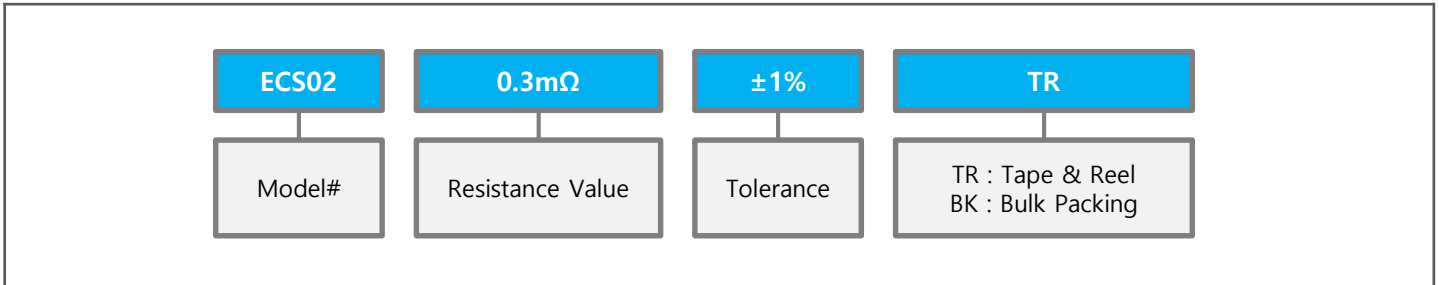 ECS02
0.3mΩ
±1%
TR
Model#
Resistance Value
Tolerance
TR : Tape & Reel
BK : Bulk Packing